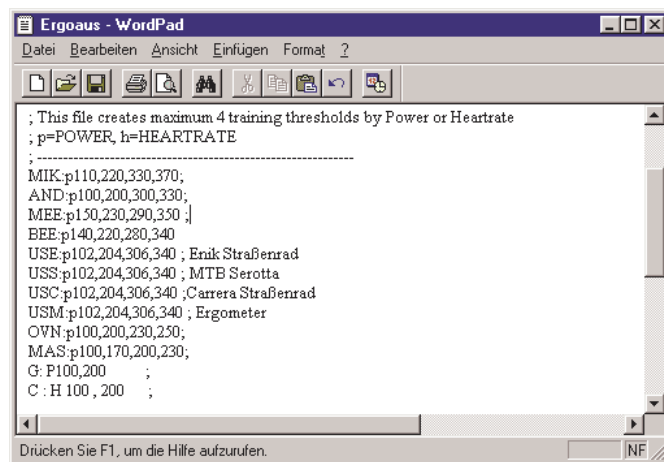 Ergoaus - WordPad
Datei Bearbeiten Ansicht Einfügen Format ?
; This file creates maximum 4 training thresholds by Power or Heartrate
; p=POWER, h=HEARTRATE
; -------------------------------------------------------------
MIK:p110,220,330,370;
AND:p100,200,300,330;
MEE:p150,230,290,350 ;
BEE:p140,220,280,340
USE:p102,204,306,340 ; Enik Straßenrad
USS:p102,204,306,340 ; MTB Serotta
USC:p102,204,306,340 ;Carrera Straßenrad
USM:p102,204,306,340 ; Ergometer
OVN:p100,200,230,250;
MAS:p100,170,200,230;
G: P100,200 ;
C : H 100 , 200 ;
Drücken Sie F1, um die Hilfe aufzurufen. NF